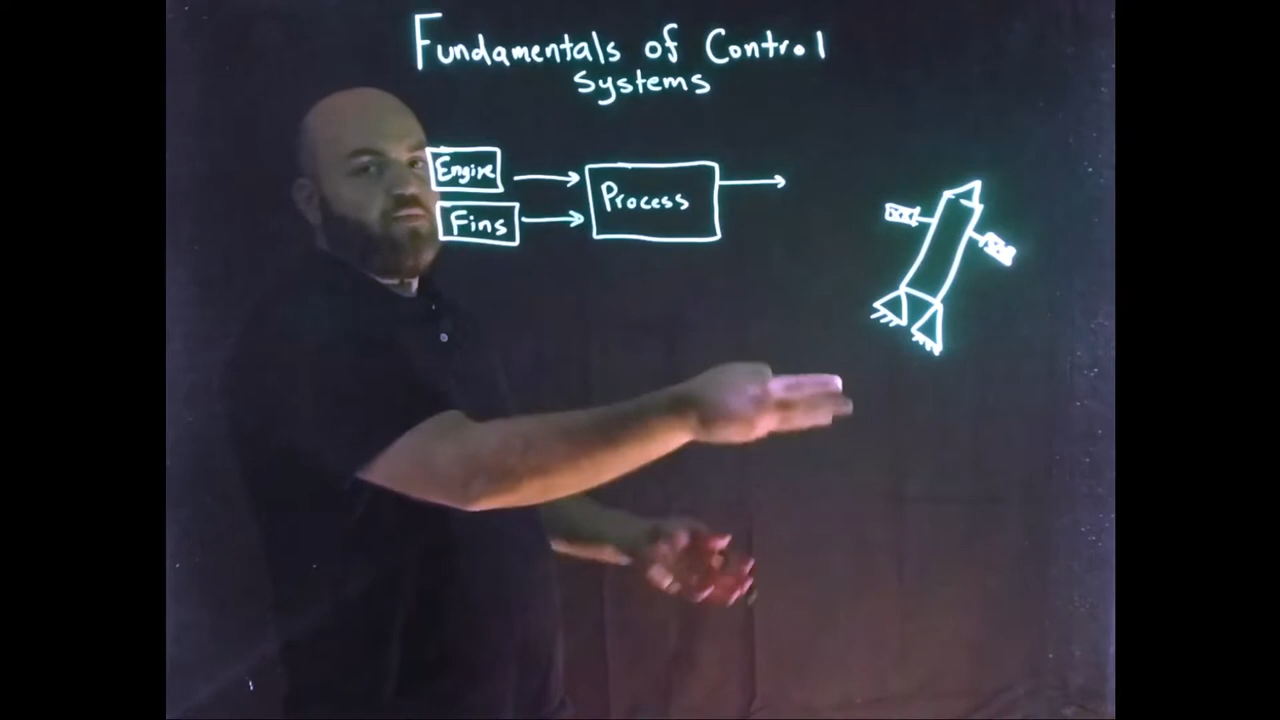 Fundamentals of Control
Systems
Engine
Fins
Process